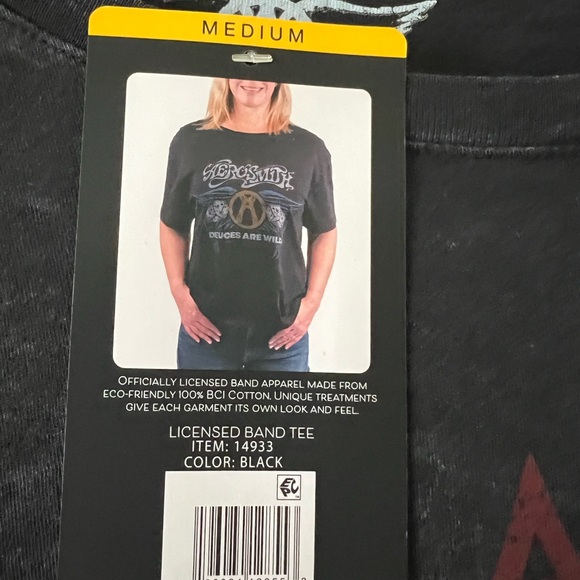 MEDIUM
AEROSMITH
DEUCES ARE WILD
OFFICIALLY LICENSED BAND APPAREL MADE FROM
ECO-FRIENDLY 100% BCI COTTON. UNIQUE TREATMENTS
GIVE EACH GARMENT ITS OWN LOOK AND FEEL.
LICENSED BAND TEE
ITEM: 14933
COLOR: BLACK